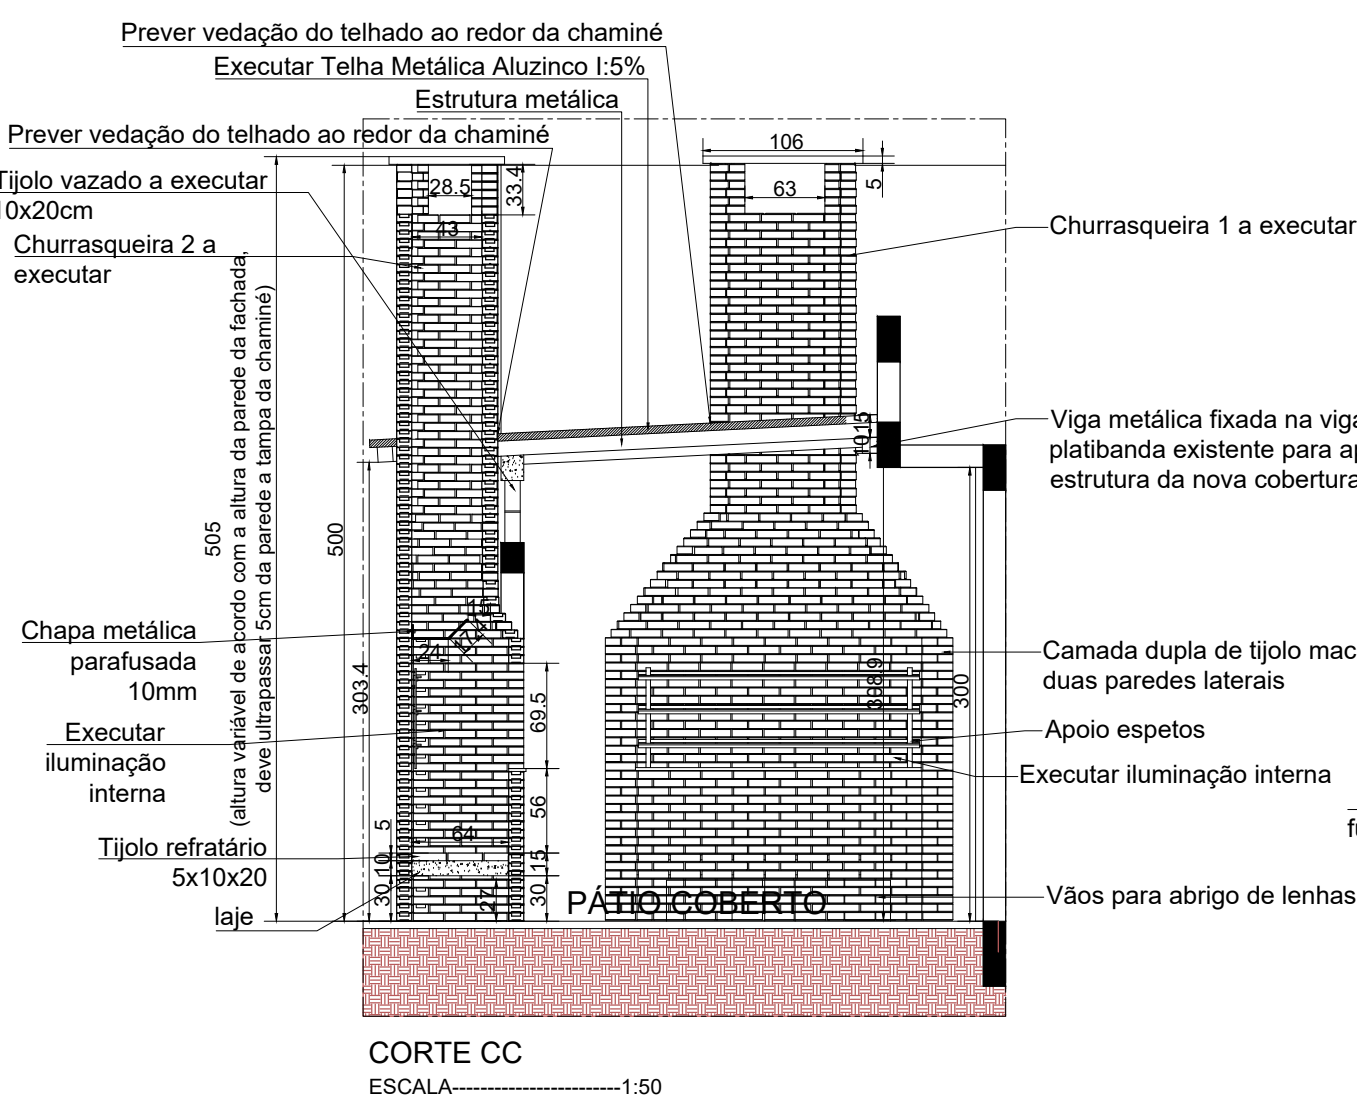 Prever vedação do telhado ao redor da chaminé
Executar Telha Metálica Aluzinco I:5%
Estrutura metálica
Prever vedação do telhado ao redor da chaminé
Tijolo vazado a executar
10x20cm
Churrasqueira 2 a
executar
505
(altura variável de acordo com a altura da parede da fachada,
deve ultrapassar 5cm da parede a tampa da chaminé)
500
303.4
28.5
33.4
43
106
63
5
Churrasqueira 1 a executar
15
10
Viga metálica fixada na viga
platibanda existente para
estrutura da nova cobertura
Chapa metálica
parafusada
10mm
15
24
69.5
308.9
300
Camada dupla de tijolo
duas paredes laterais
Apoio espetos
Executar
iluminação
interna
Executar iluminação interna
56
5
64
Tijolo refratário
5x10x20
10
15
30
27
30
laje
PÁTIO COBERTO
Vãos para abrigo de lenhas
CORTE CC
ESCALA------------------------1:50